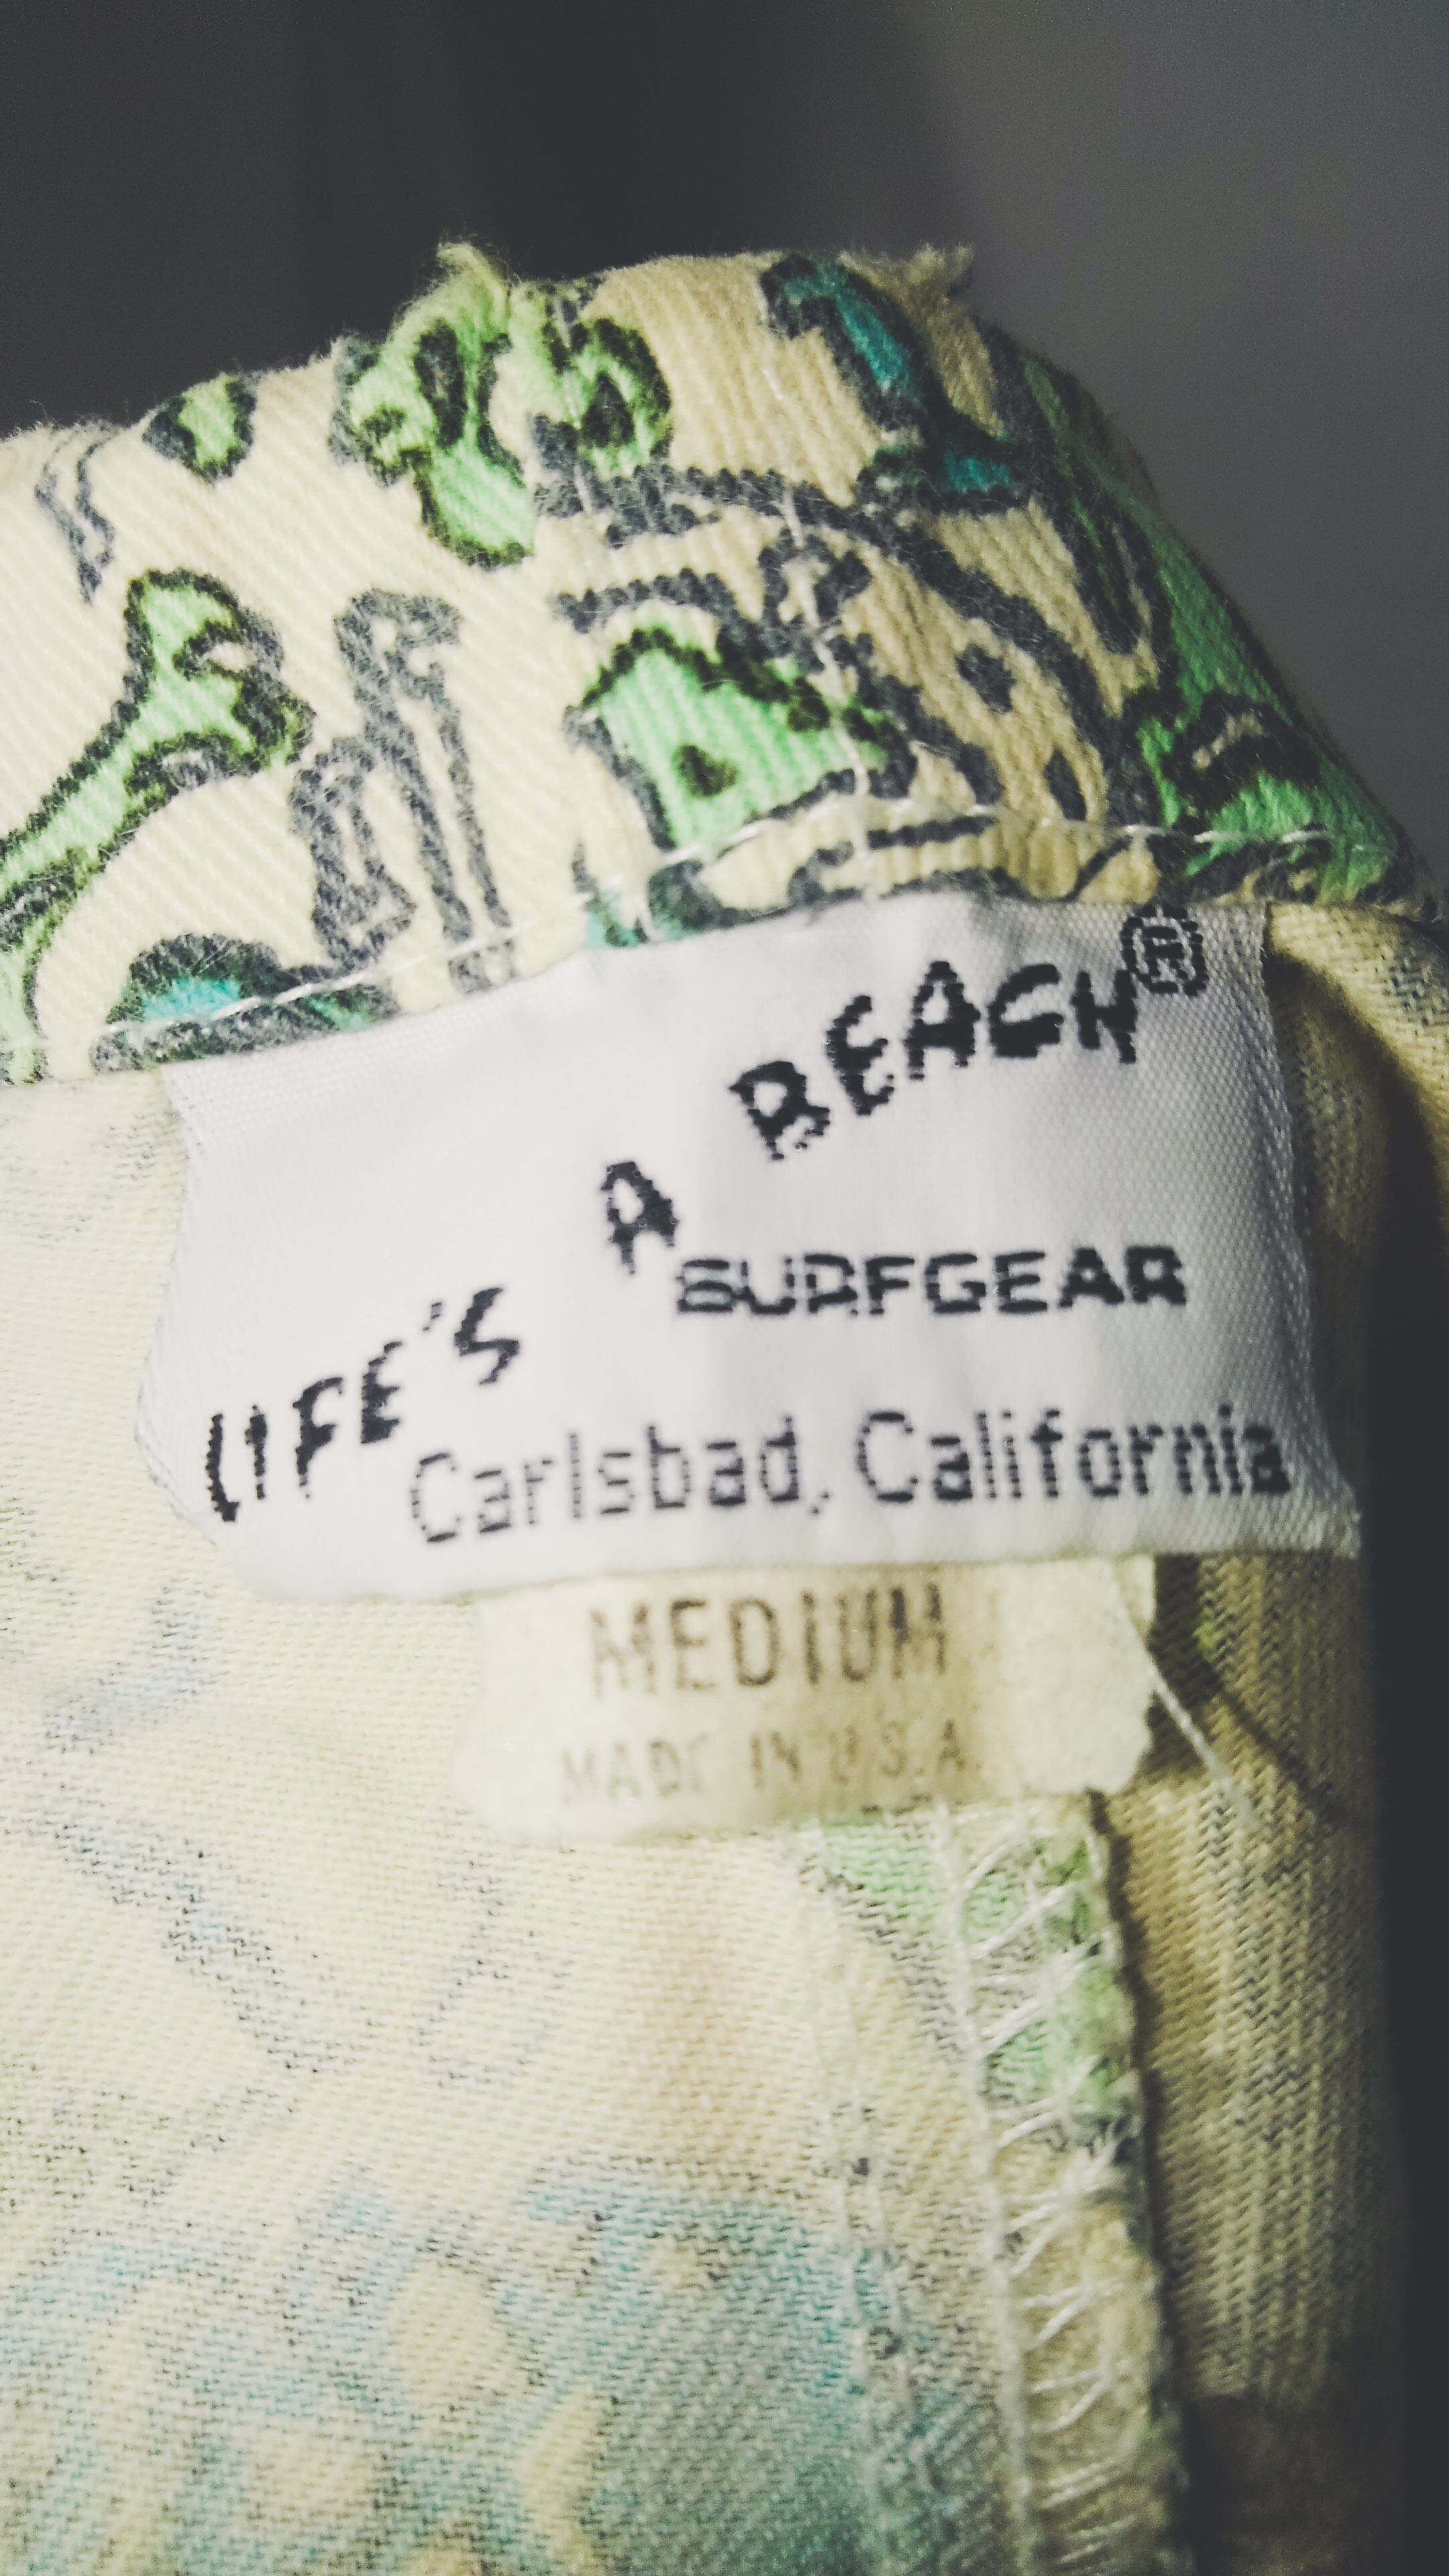 LIFE'S A BEACH®
SURFGEAR
Carlsbad, California
MEDIUM
MADE IN U.S.A.